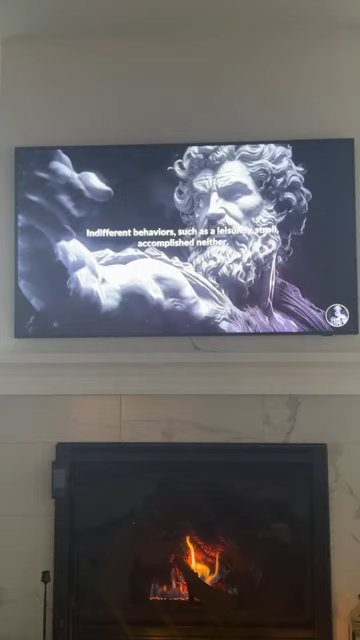 Indifferent behaviors, such as a leisurely stroll,
accomplished neither.